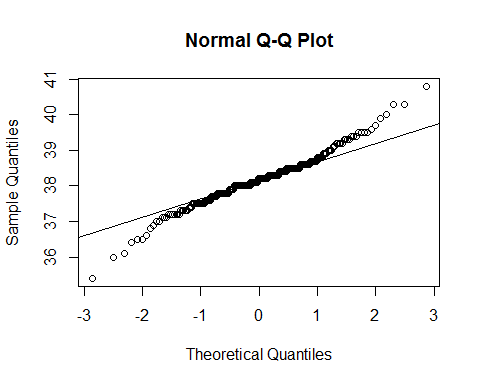 Normal Q-Q Plot
Sample Quantiles
41
40
39
38
37
36
-3 -2 -1 0 1 2 3
Theoretical Quantiles